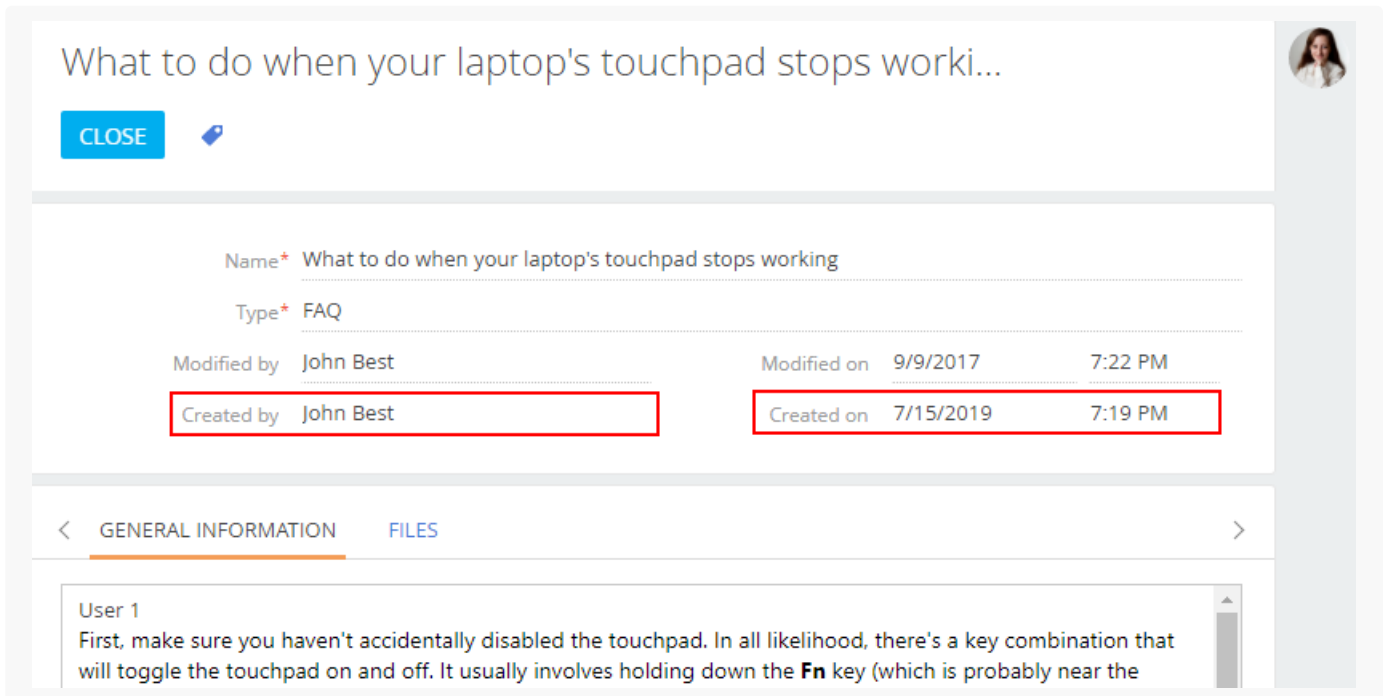 What to do when your laptop's touchpad stops worki...
CLOSE
Name* What to do when your laptop's touchpad stops working
Type* FAQ
Modified by John Best Modified on 9/9/2017 7:22 PM
Created by John Best Created on 7/15/2019 7:19 PM
GENERAL INFORMATION FILES
User 1
First, make sure you haven't accidentally disabled the touchpad. In all likelihood, there's a key combination that
will toggle the touchpad on and off. It usually involves holding down the Fn key (which is probably near the